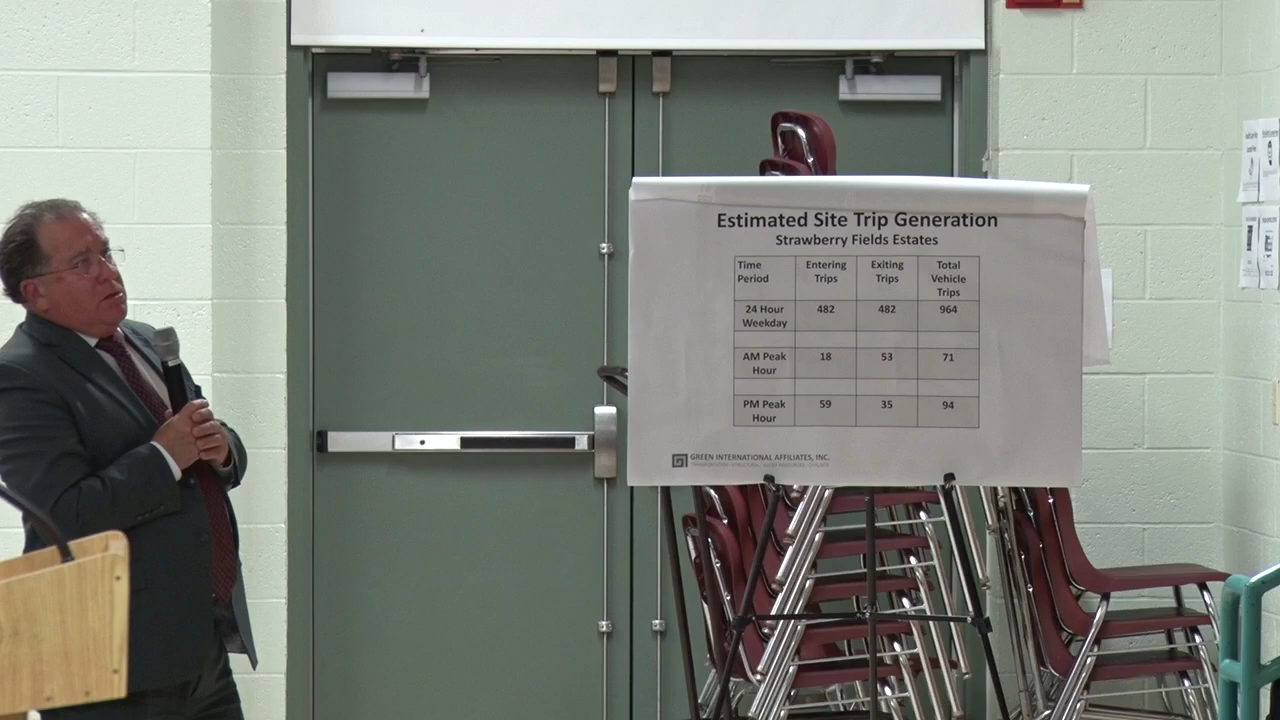 Estimated Site Trip Generation
Strawberry Fields Estates
Time Period Entering Trips Exiting Trips Total Vehicle Trips
24 Hour Weekday 482 482 964
AM Peak Hour 18 53 71
PM Peak Hour 59 35 94
GREEN INTERNATIONAL AFFILIATES, INC.